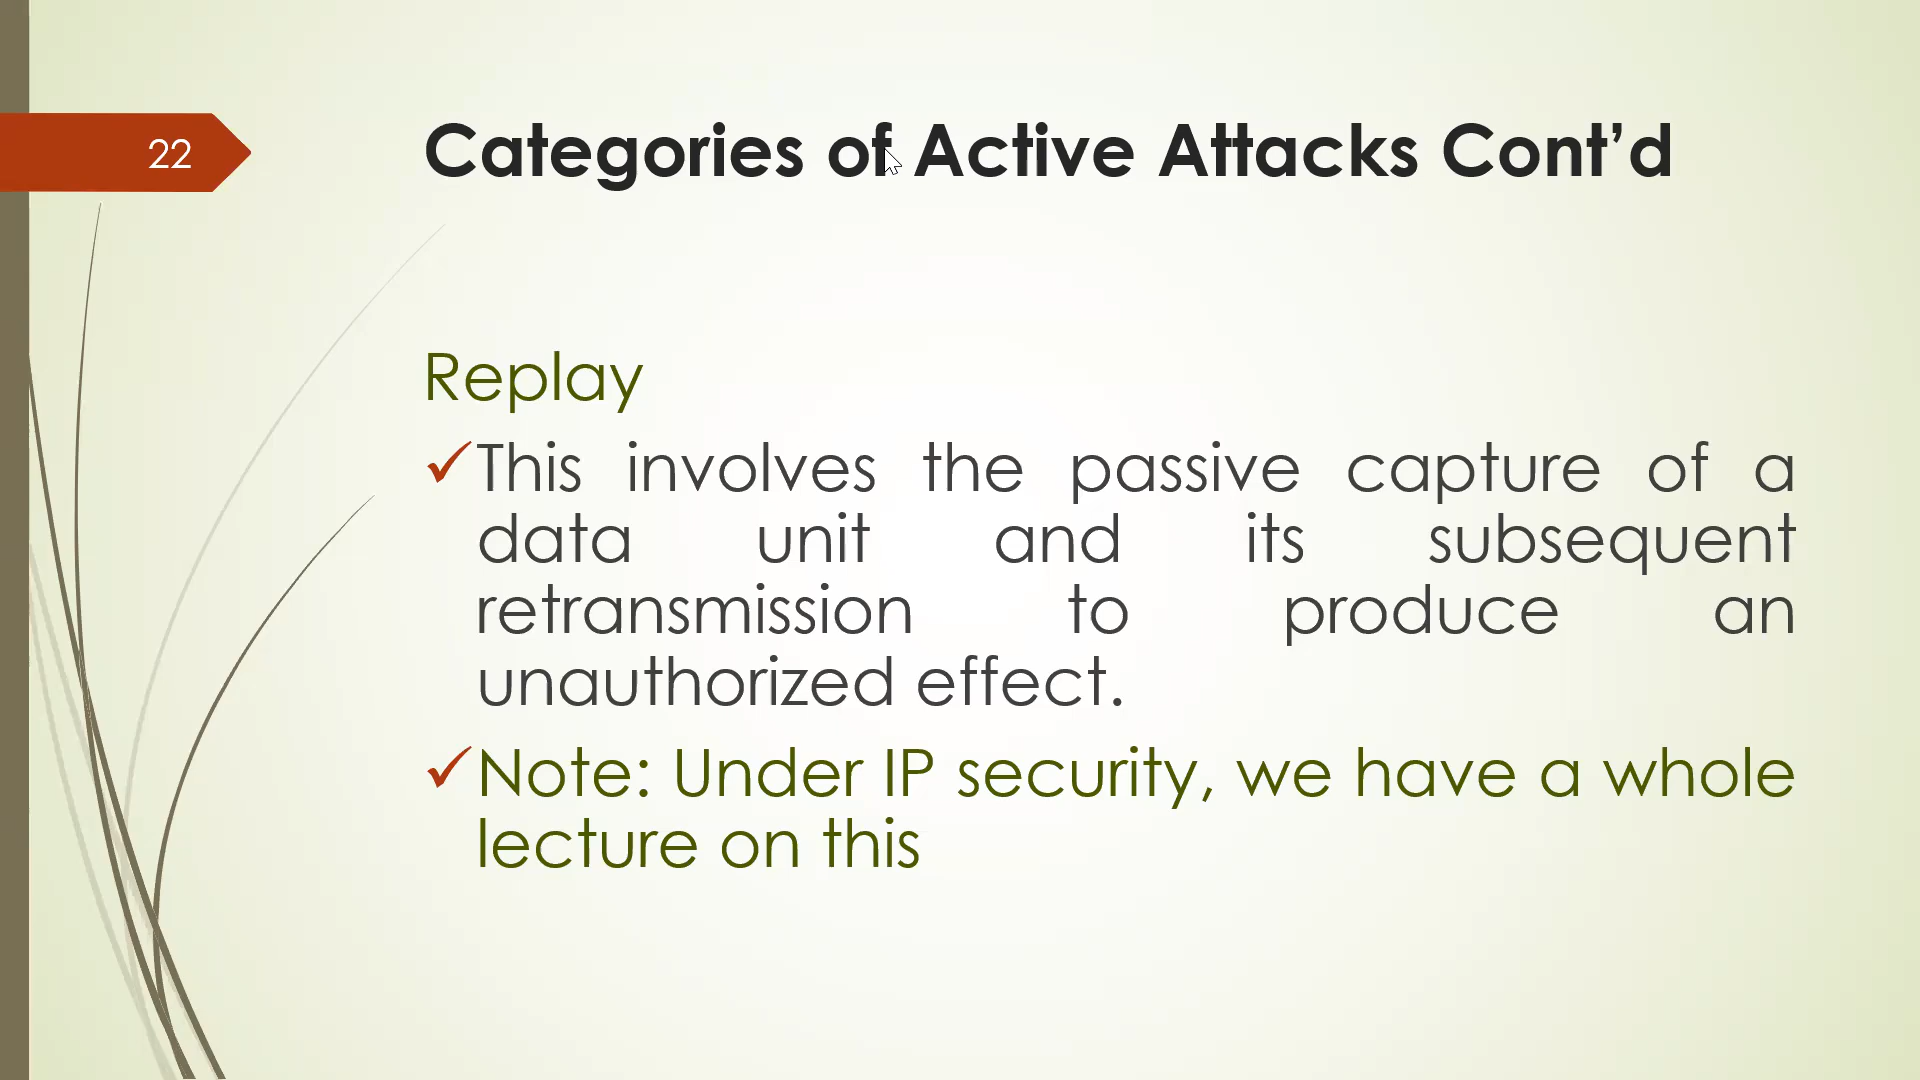 22
Categories of Active Attacks Cont’d
Replay
✓This involves the passive capture of a
data unit and its subsequent
retransmission to produce an
unauthorized effect.
✓Note: Under IP security, we have a whole
lecture on this